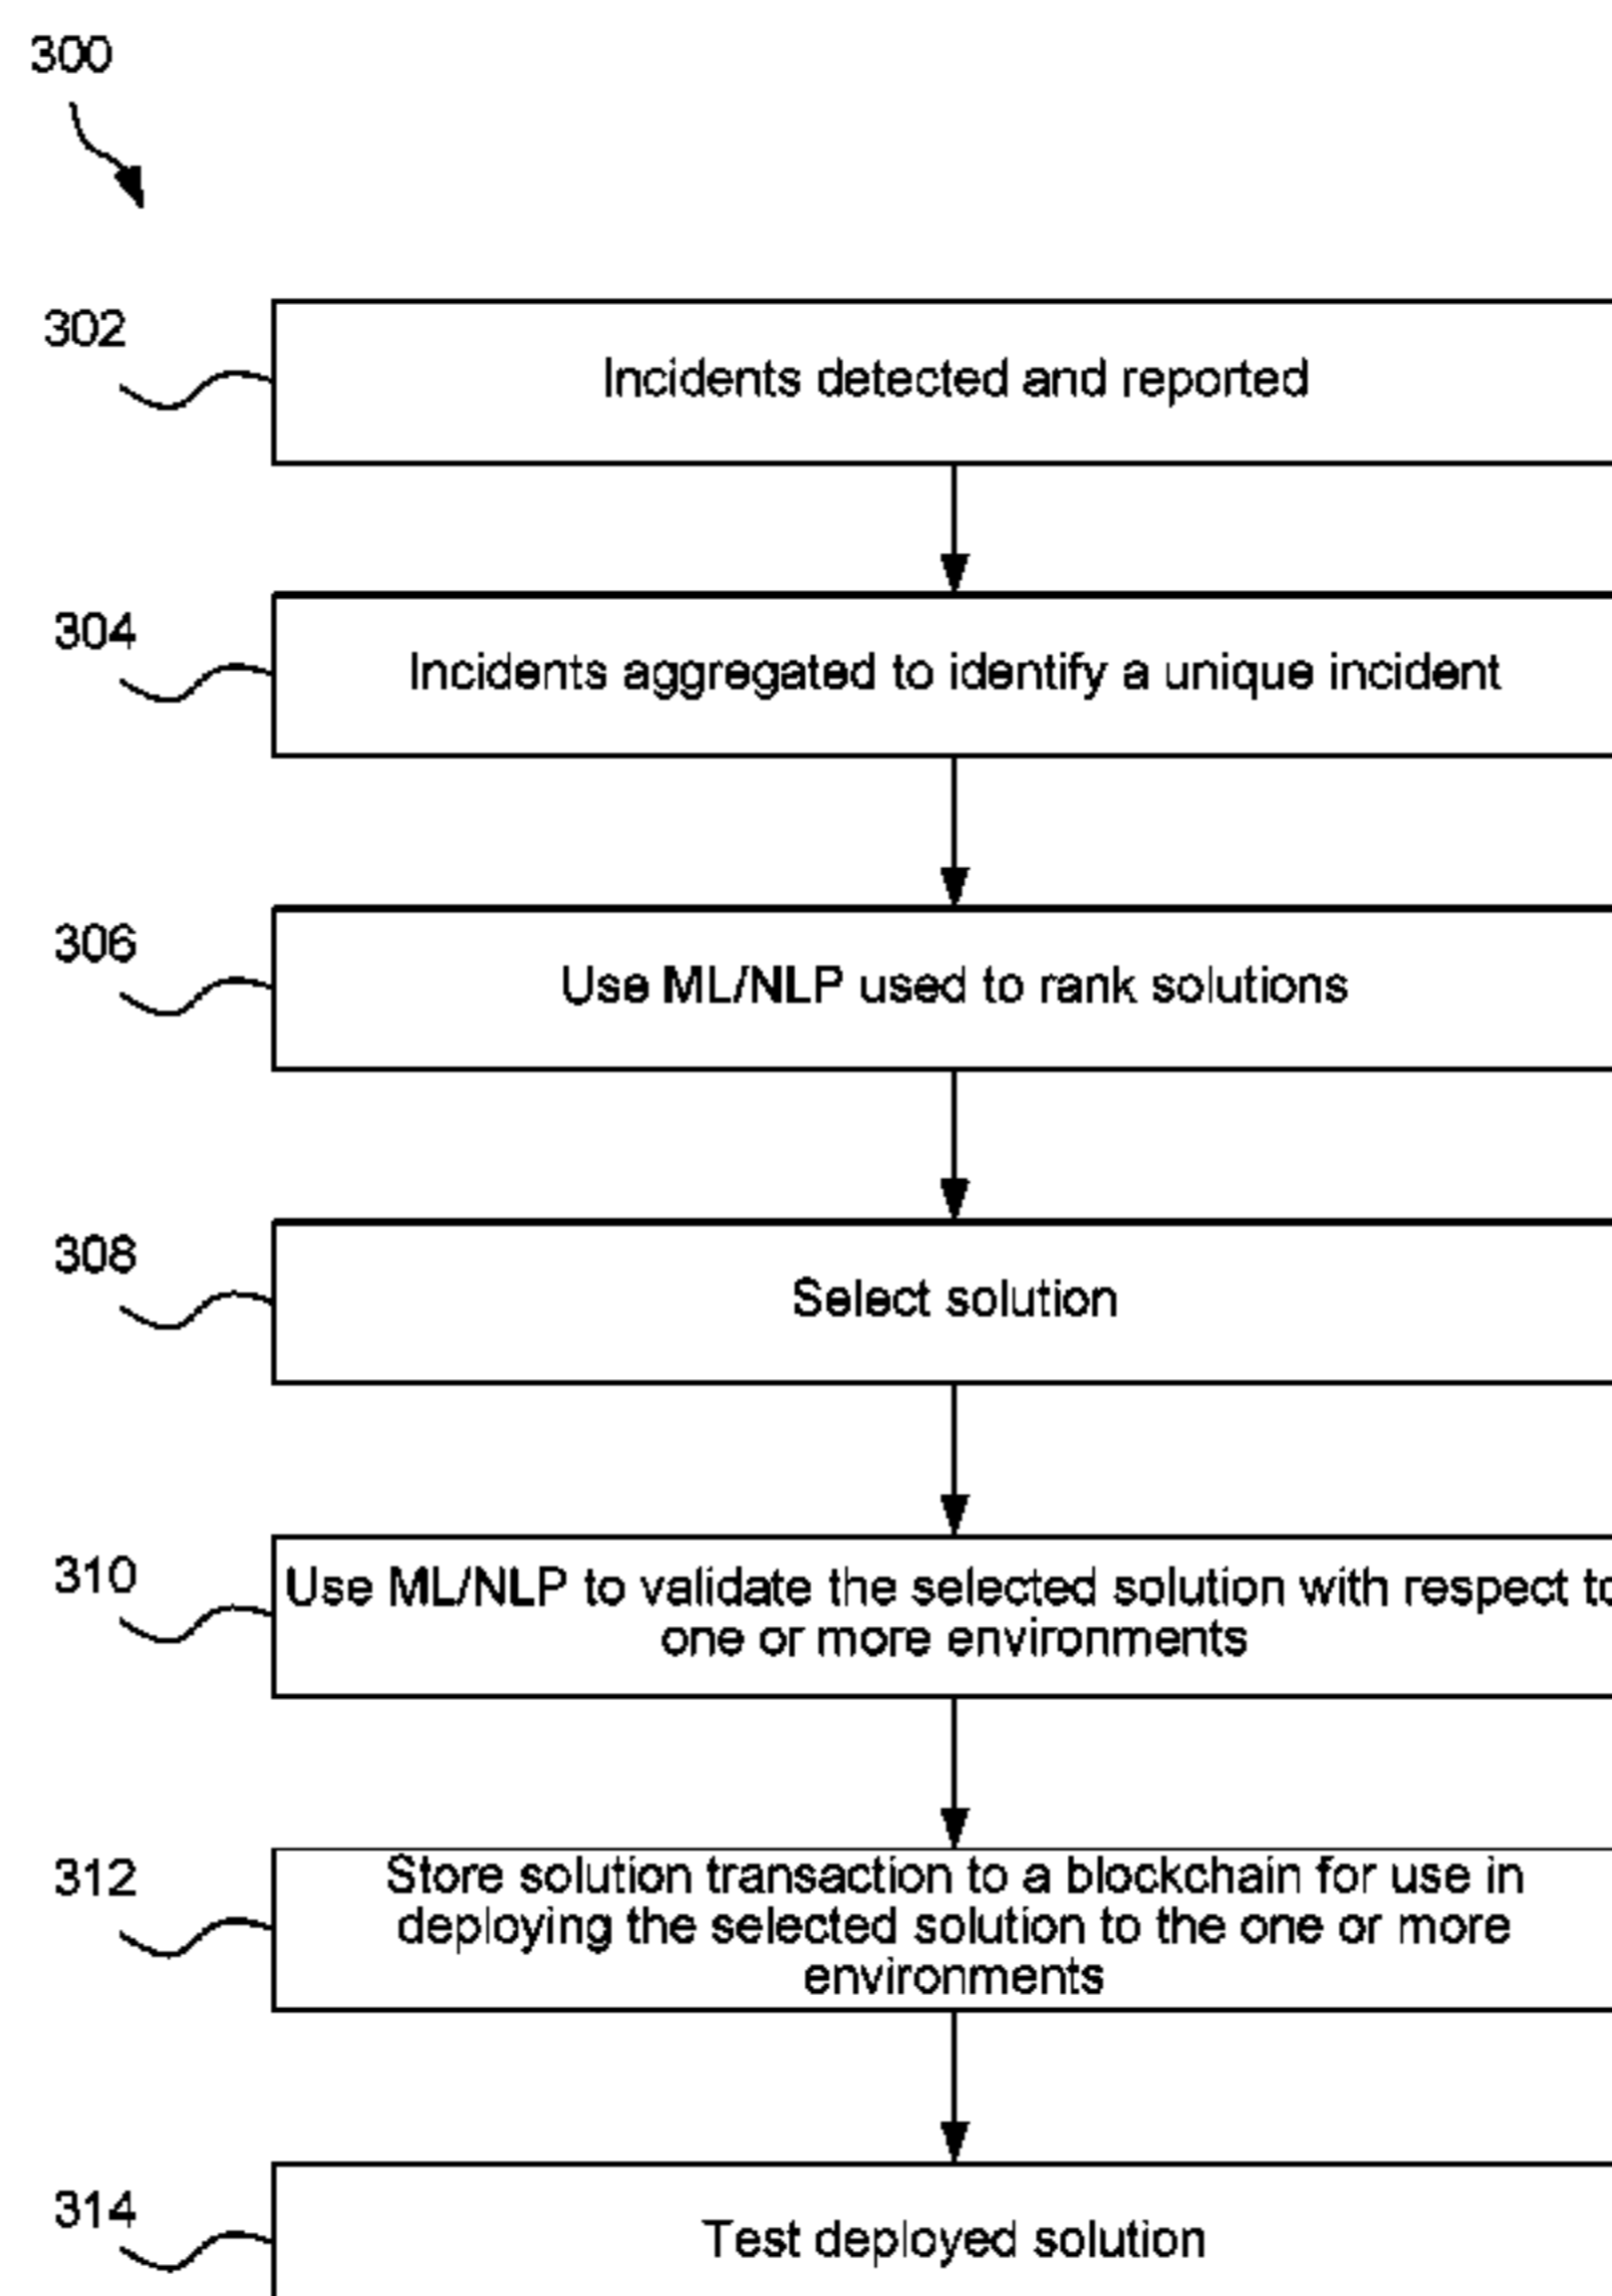 300
302
Incidents detected and reported
304
Incidents aggregated to identify a unique incident
306
Use ML/NLP used to rank solutions
308
Select solution
310
Use ML/NLP to validate the selected solution with respect to
one or more environments
312
Store solution transaction to a blockchain for use in
deploying the selected solution to the one or more
environments
314
Test deployed solution